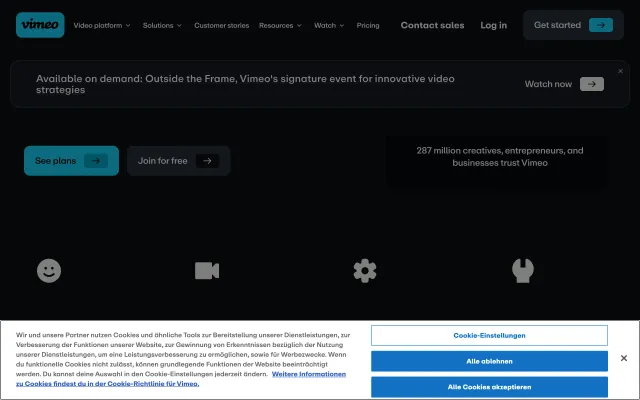 vimeo
Video platform
Solutions
Customer stories
Resources
Watch
Pricing
Contact sales
Log in
Get started
Available on demand: Outside the Frame, Vimeo's signature event for innovative video
strategies
Watch now
See plans
Join for free
287 million creatives, entrepreneurs, and
businesses trust Vimeo
Wir und unsere Partner nutzen Cookies und ähnliche Tools zur Bereitstellung unserer Dienstleistungen, zur
Verbesserung der Funktionen unserer Website, zur Gewinnung von Erkenntnissen bezüglich der Nutzung
unserer Dienstleistungen, um eine Leistungsverbesserung zu ermöglichen, sowie für Werbezwecke. Wenn
du funktionelle Cookies nicht zulässt, können grundlegende Funktionen der Website beeinträchtigt
werden. Du kannst deine Auswahl in den Cookie-Einstellungen jederzeit ändern. Weitere Informationen
zu Cookies findest du in der Cookie-Richtlinie für Vimeo.
Cookie-Einstellungen
Alle ablehnen
Alle Cookies akzeptieren